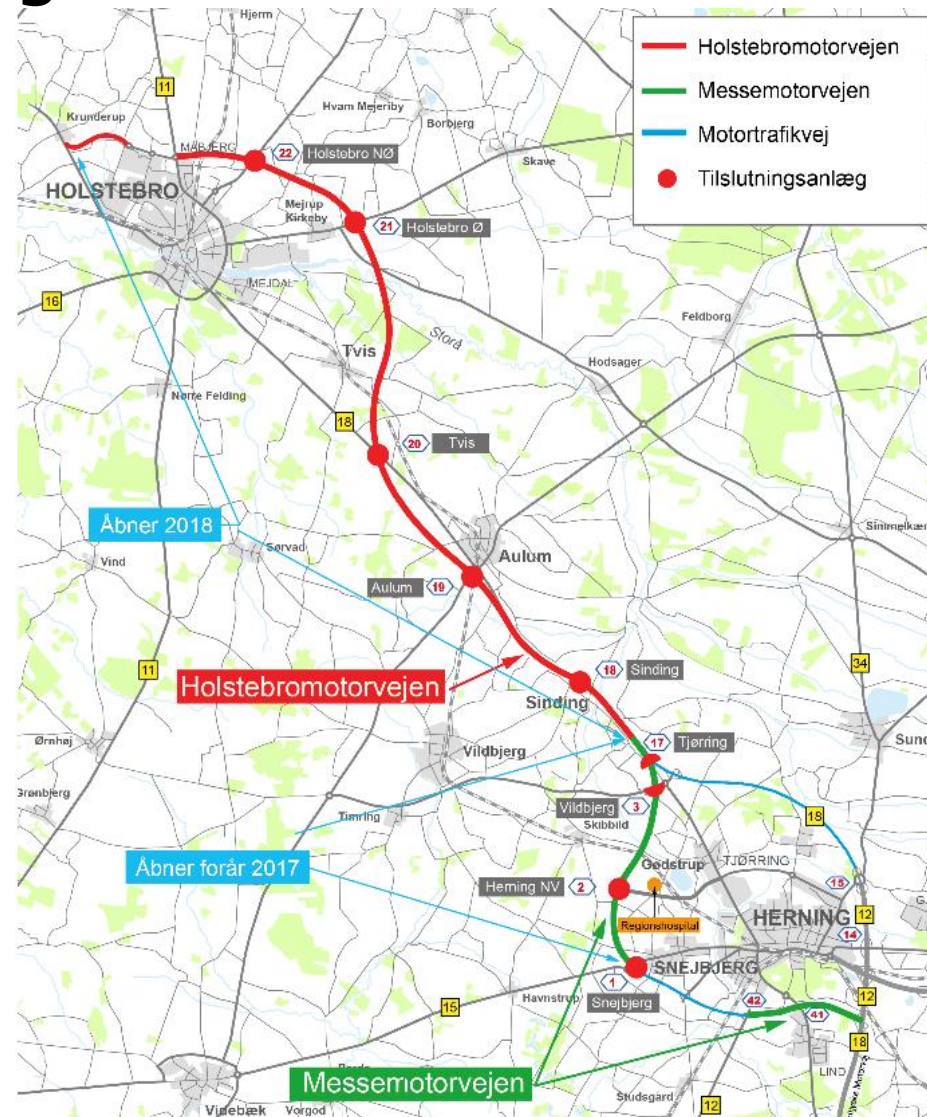 Hjerm
Holstebromotorvejen
Messemotorvejen
Motortrafikvej
Tilslutningsanlæg
11
Krunderup
Hvam Mejeriby
Borbjerg
MÅBJERG
22 Holstebro NØ
Skave
HOLSTEBRO
Mejrup
Kirkeby
21 Holstebro Ø
MEJDAL
16
Storå
Feldborg
Tvis
Hodsager
Nørre Felding
18
20 Tvis
Åbner 2018
Sørvad
Vind
Aulum
Aulum 19
11
34
Holstebromotorvejen
18 Sinding
Sinding
Ørnhøj
Vildbjerg
17 Tjørring
Sund
Grønbjerg
Vildbjerg 3
Timring
Skibbild
18
Åbner forår 2017
Gødstrup
TJØRRING
Herning NV 2
15
Regionshospital
HERNING
12
14
SNEJBJERG
1
Snejbjerg
Havnstrup
15
42
41
12
18
LIND
Messemotorvejen
Studsgård
12
Videbæk
Vorgod